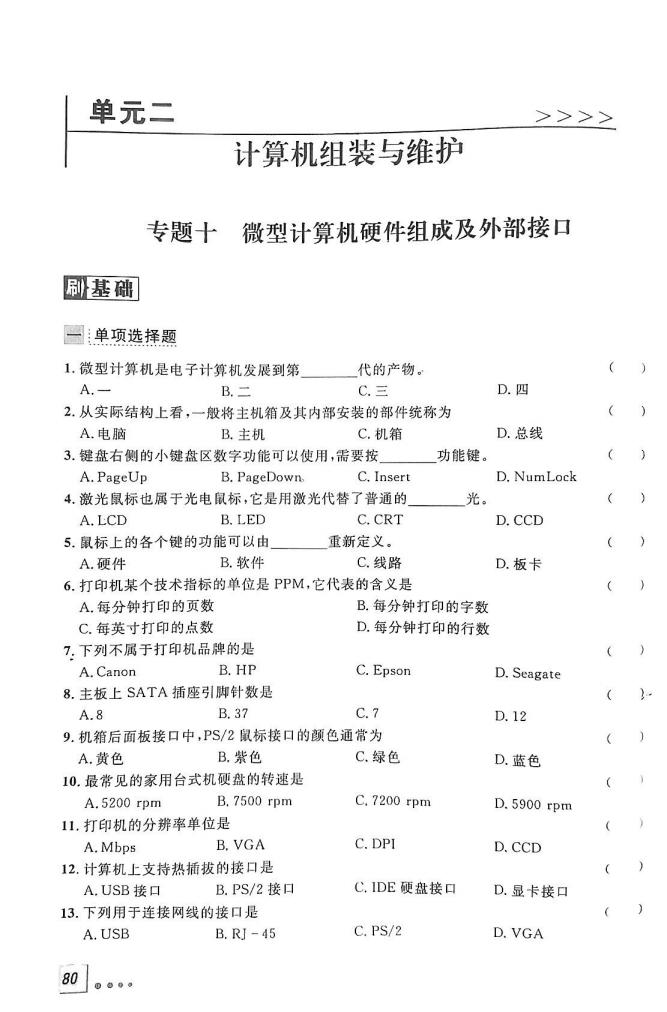 单元二
>>>>
计算机组装与维护
专题十 微型计算机硬件组成及外部接口
刷基础
一 单项选择题
1. 微型计算机是电子计算机发展到第______代的产物。 ( )
A. 一 B. 二 C. 三 D. 四
2. 从实际结构上看,一般将主机箱及其内部安装的部件统称为 ( )
A. 电脑 B. 主机 C. 机箱 D. 总线
3. 键盘右侧的小键盘区数字功能可以使用,需要按______功能键。 ( )
A. PageUp B. PageDown C. Insert D. NumLock
4. 激光鼠标也属于光电鼠标,它是用激光代替了普通的______光。 ( )
A. LCD B. LED C. CRT D. CCD
5. 鼠标上的各个键的功能可以由______重新定义。 ( )
A. 硬件 B. 软件 C. 线路 D. 板卡
6. 打印机某个技术指标的单位是 PPM,它代表的含义是 ( )
A. 每分钟打印的页数 B. 每分钟打印的字数
C. 每英寸打印的点数 D. 每分钟打印的行数
7. 下列不属于打印机品牌的是 ( )
A. Canon B. HP C. Epson D. Seagate
8. 主板上 SATA 插座引脚针数是 ( )
A. 8 B. 37 C. 7 D. 12
9. 机箱后面板接口中,PS/2 鼠标接口的颜色通常为 ( )
A. 黄色 B. 紫色 C. 绿色 D. 蓝色
10. 最常见的家用台式机硬盘的转速是 ( )
A. 5200 rpm B. 7500 rpm C. 7200 rpm D. 5900 rpm
11. 打印机的分辨率单位是 ( )
A. Mbps B. VGA C. DPI D. CCD
12. 计算机上支持热插拔的接口是 ( )
A. USB 接口 B. PS/2 接口 C. IDE 硬盘接口 D. 显卡接口
13. 下列用于连接网线的接口是 ( )
A. USB B. RJ-45 C. PS/2 D. VGA
80